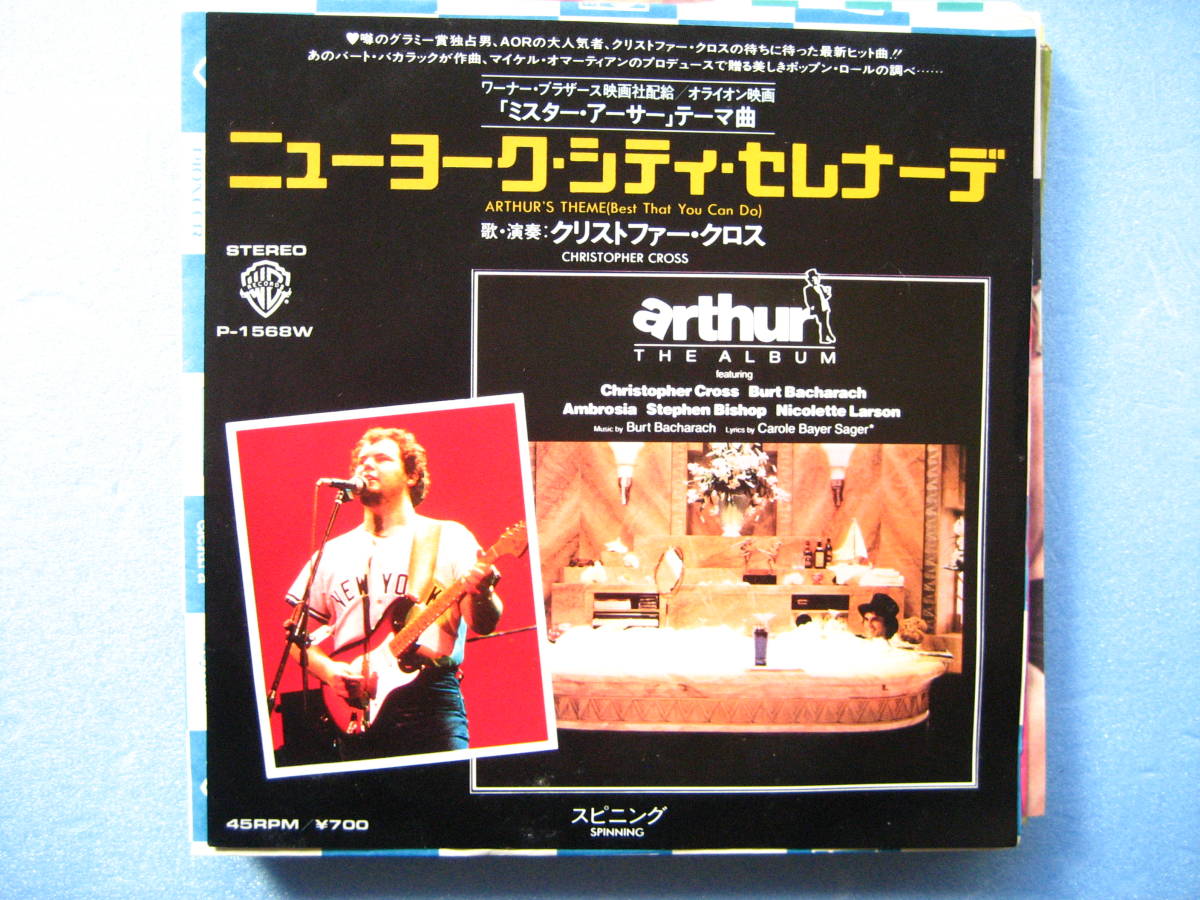 ♥噂のグラミー賞独占男、AORの大人気者、クリストファー・クロスの待ちに待った最新ヒット曲!!
あのバート・バカラックが作曲、マイケル・オマーティアンのプロデュースで贈る美しきポップン・ロールの調べ……
ワーナー・ブラザース映画社配給／オライオン映画
「ミスター・アーサー」テーマ曲
ニューヨーク・シティ・セレナーデ
ARTHUR'S THEME(Best That You Can Do)
歌・演奏:クリストファー・クロス
CHRISTOPHER CROSS
STEREO
WB
RECORDS
P-1568W
arthur
THE ALBUM
featuring
Christopher Cross Burt Bacharach
Ambrosia Stephen Bishop Nicolette Larson
Music by Burt Bacharach Lyrics by Carole Bayer Sager*
NEW YORK
スピニング
SPINNING
45RPM/¥700